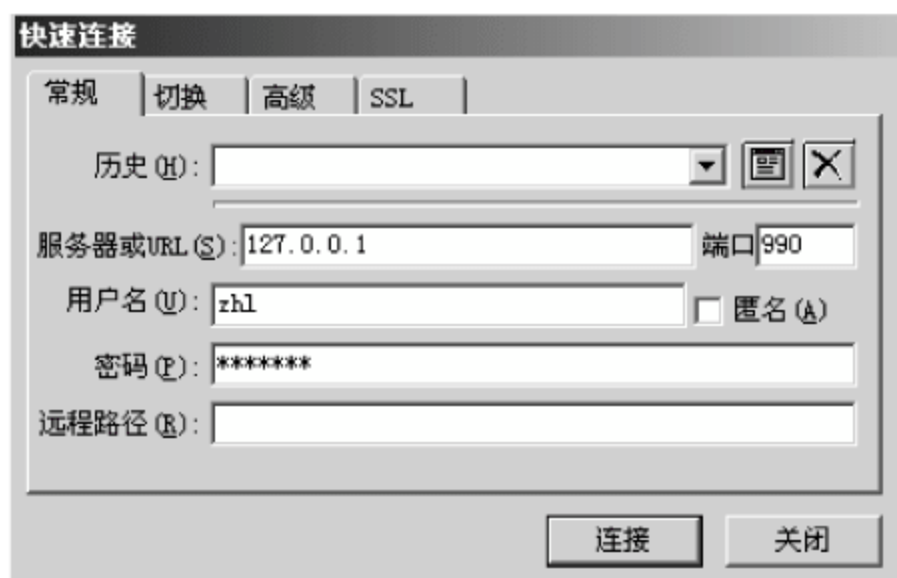 快速连接
常规 切换 高级 SSL
历史(H):
服务器或URL(S): 127.0.0.1 端口 990
用户名(U): zhl 匿名(A)
密码(P): *******
远程路径(R):
连接 关闭